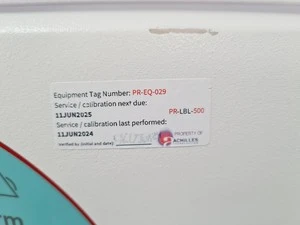 Equipment Tag Number: PR-EQ-029
Service / calibration next due:
11JUN2025
PR-LBL-500
Service / calibration last performed:
11JUN2024
PROPERTY OF
ACHILLES
Verified by (initial and date):
rm